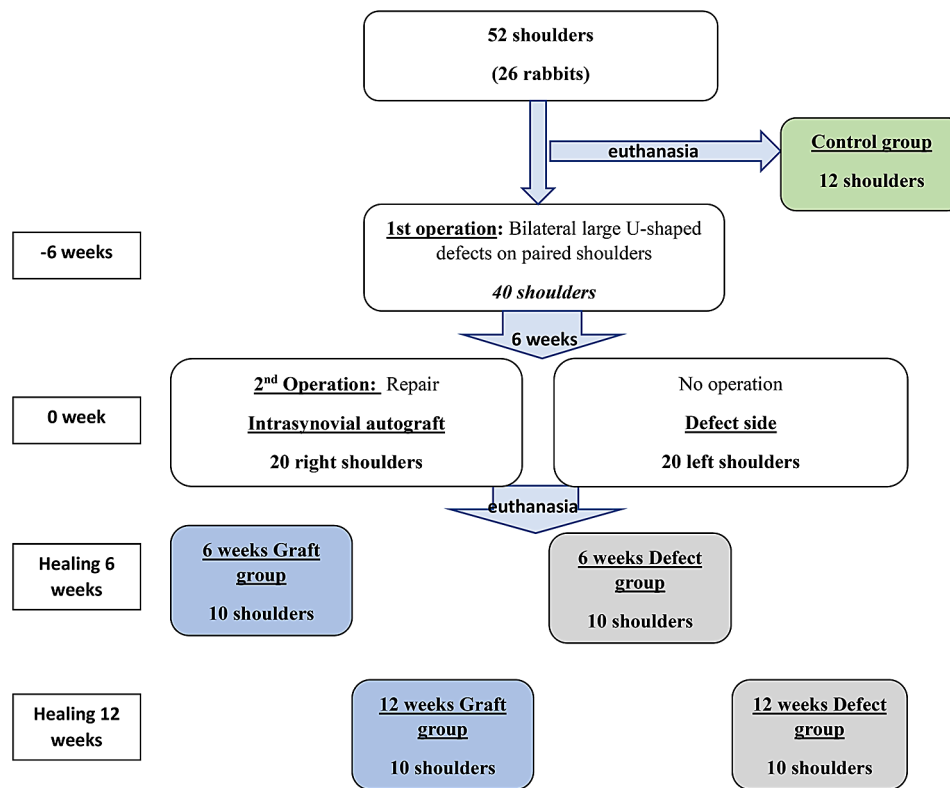 52 shoulders
(26 rabbits)
euthanasia
Control group
12 shoulders
-6 weeks
1st operation: Bilateral large U-shaped
defects on paired shoulders
40 shoulders
6 weeks
0 week
2nd Operation: Repair
Intrasynovial autograft
20 right shoulders
No operation
Defect side
20 left shoulders
euthanasia
Healing 6
weeks
6 weeks Graft
group
10 shoulders
6 weeks Defect
group
10 shoulders
Healing 12
weeks
12 weeks Graft
group
10 shoulders
12 weeks Defect
group
10 shoulders